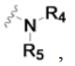 N R₄
R₅ ,